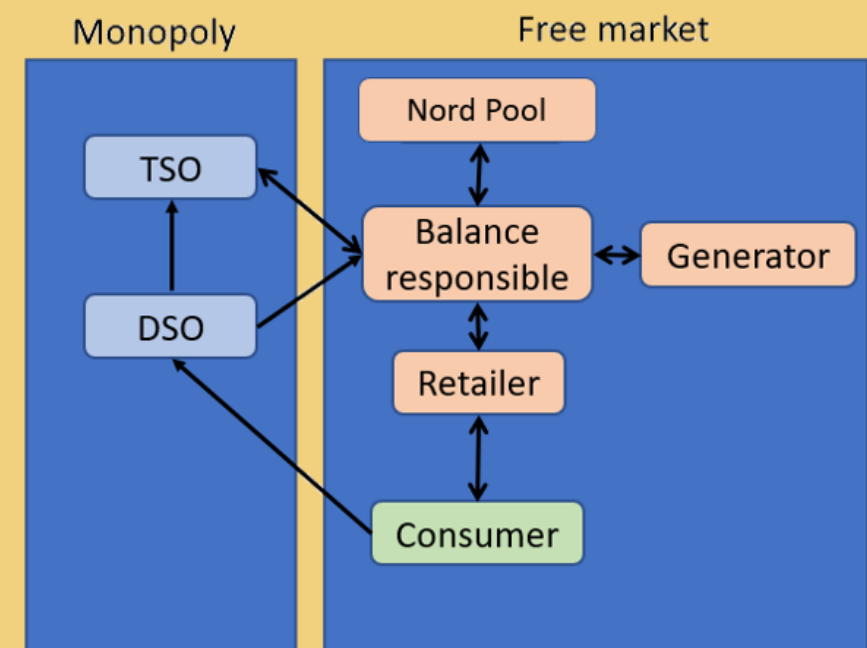 Monopoly
Free market
Nord Pool
TSO
Balance
responsible
Generator
DSO
Retailer
Consumer